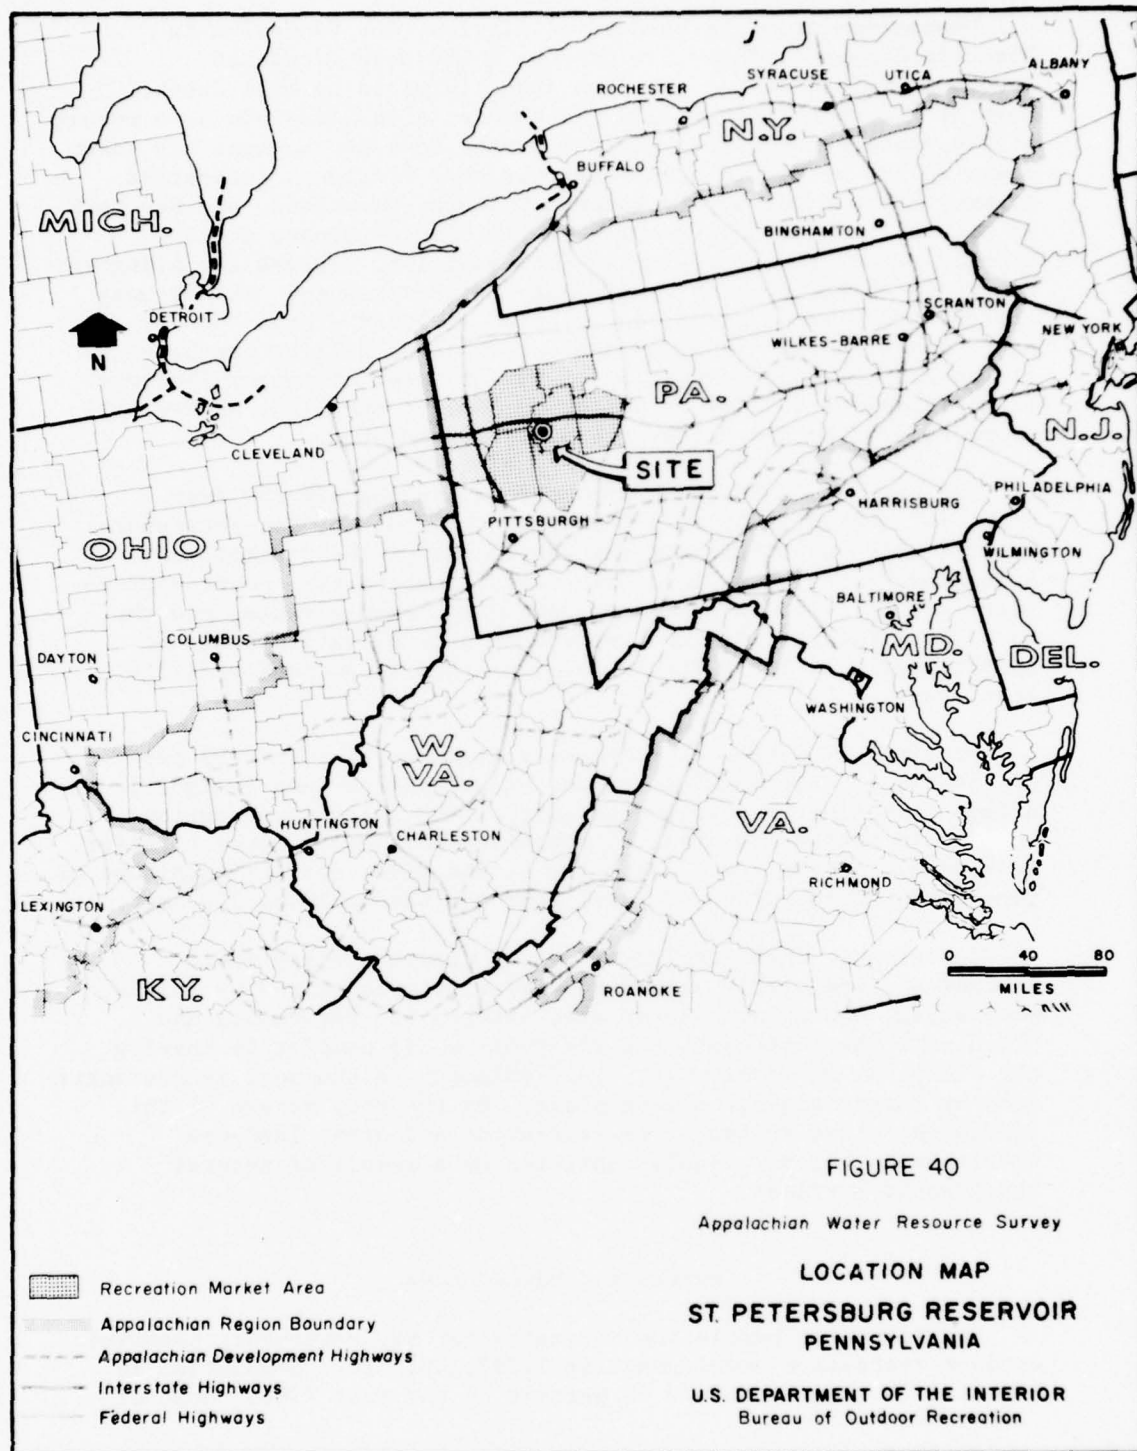 ROCHESTER
SYRACUSE
UTICA
ALBANY
N.Y.
BUFFALO
MICH.
BINGHAMTON
DETROIT
N
SCRANTON
NEW YORK
WILKES-BARRE
PA.
N.J.
CLEVELAND
SITE
PHILADELPHIA
HARRISBURG
PITTSBURGH
OHIO
WILMINGTON
BALTIMORE
MD.
DEL.
COLUMBUS
DAYTON
WASHINGTON
CINCINNATI
W.
VA.
HUNTINGTON
CHARLESTON
VA.
RICHMOND
LEXINGTON
KY.
ROANOKE
0 40 80
MILES
FIGURE 40
Appalachian Water Resource Survey
LOCATION MAP
ST. PETERSBURG RESERVOIR
PENNSYLVANIA
U.S. DEPARTMENT OF THE INTERIOR
Bureau of Outdoor Recreation
Recreation Market Area
Appalachian Region Boundary
Appalachian Development Highways
Interstate Highways
Federal Highways